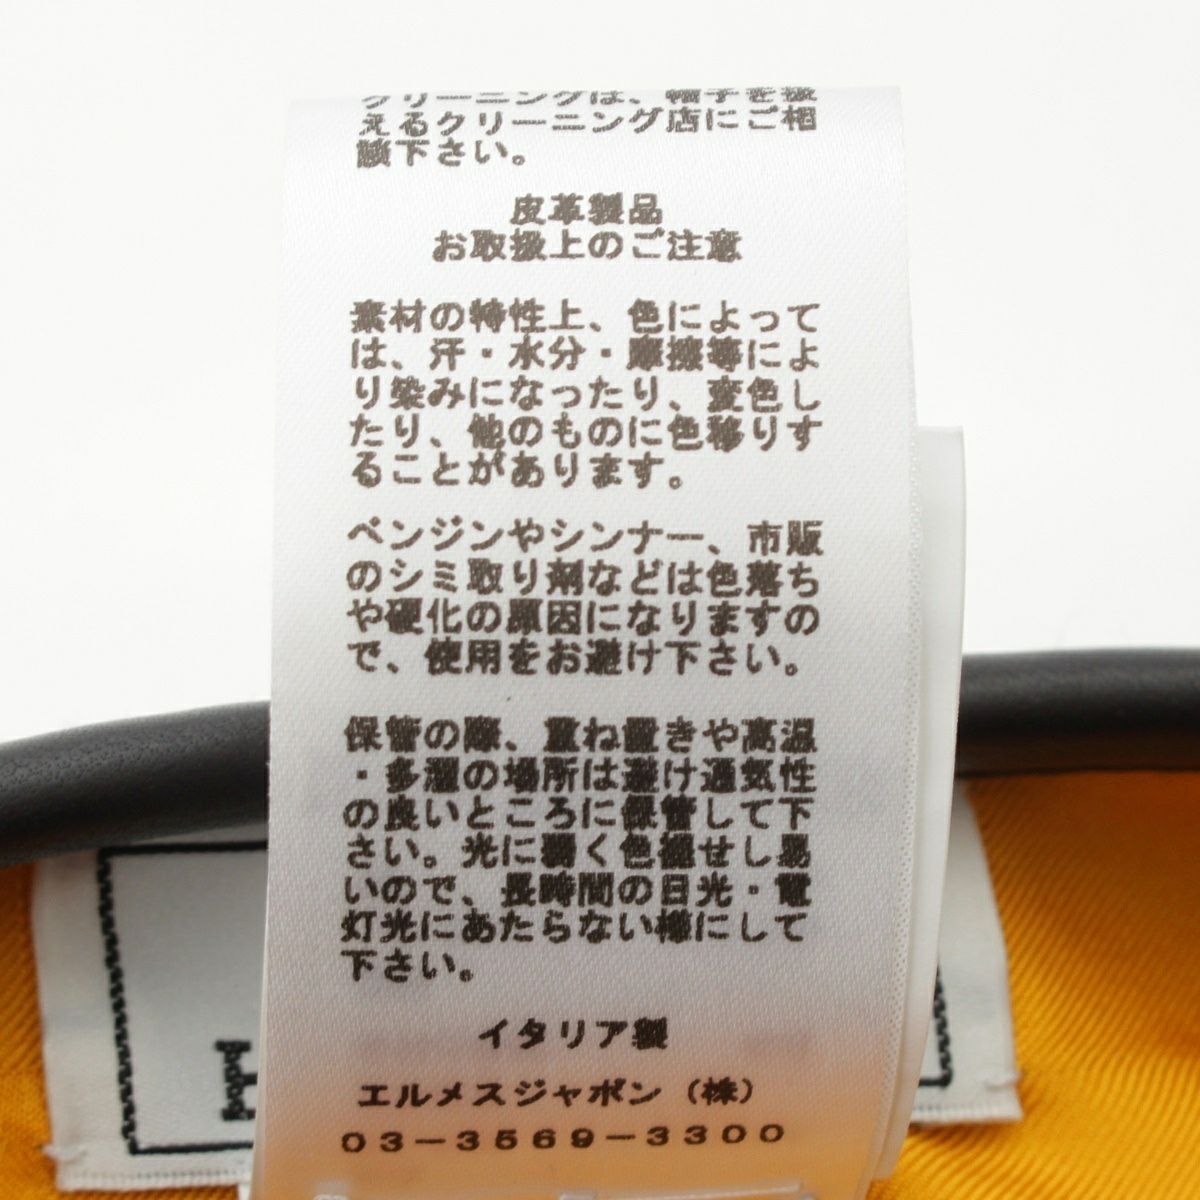 クリーニングは、帽子を扱
えるクリーニング店にご相
談下さい。
皮革製品
お取扱上のご注意
素材の特性上、色によって
は、汗・水分・摩擦等によ
り染みになったり、変色し
たり、他のものに色移りす
ることがあります。
ベンジンやシンナー、市販
のシミ取り剤などは色落ち
や硬化の原因になりますの
で、使用をお避け下さい。
保管の際、重ね置きや高温
・多湿の場所は避け通気性
の良いところに保管して下
さい。光に弱く色褪せし易
いので、長時間の日光・電
灯光にあたらない様にして
下さい。
イタリア製
エルメスジャポン（株）
03-3569-3300
H